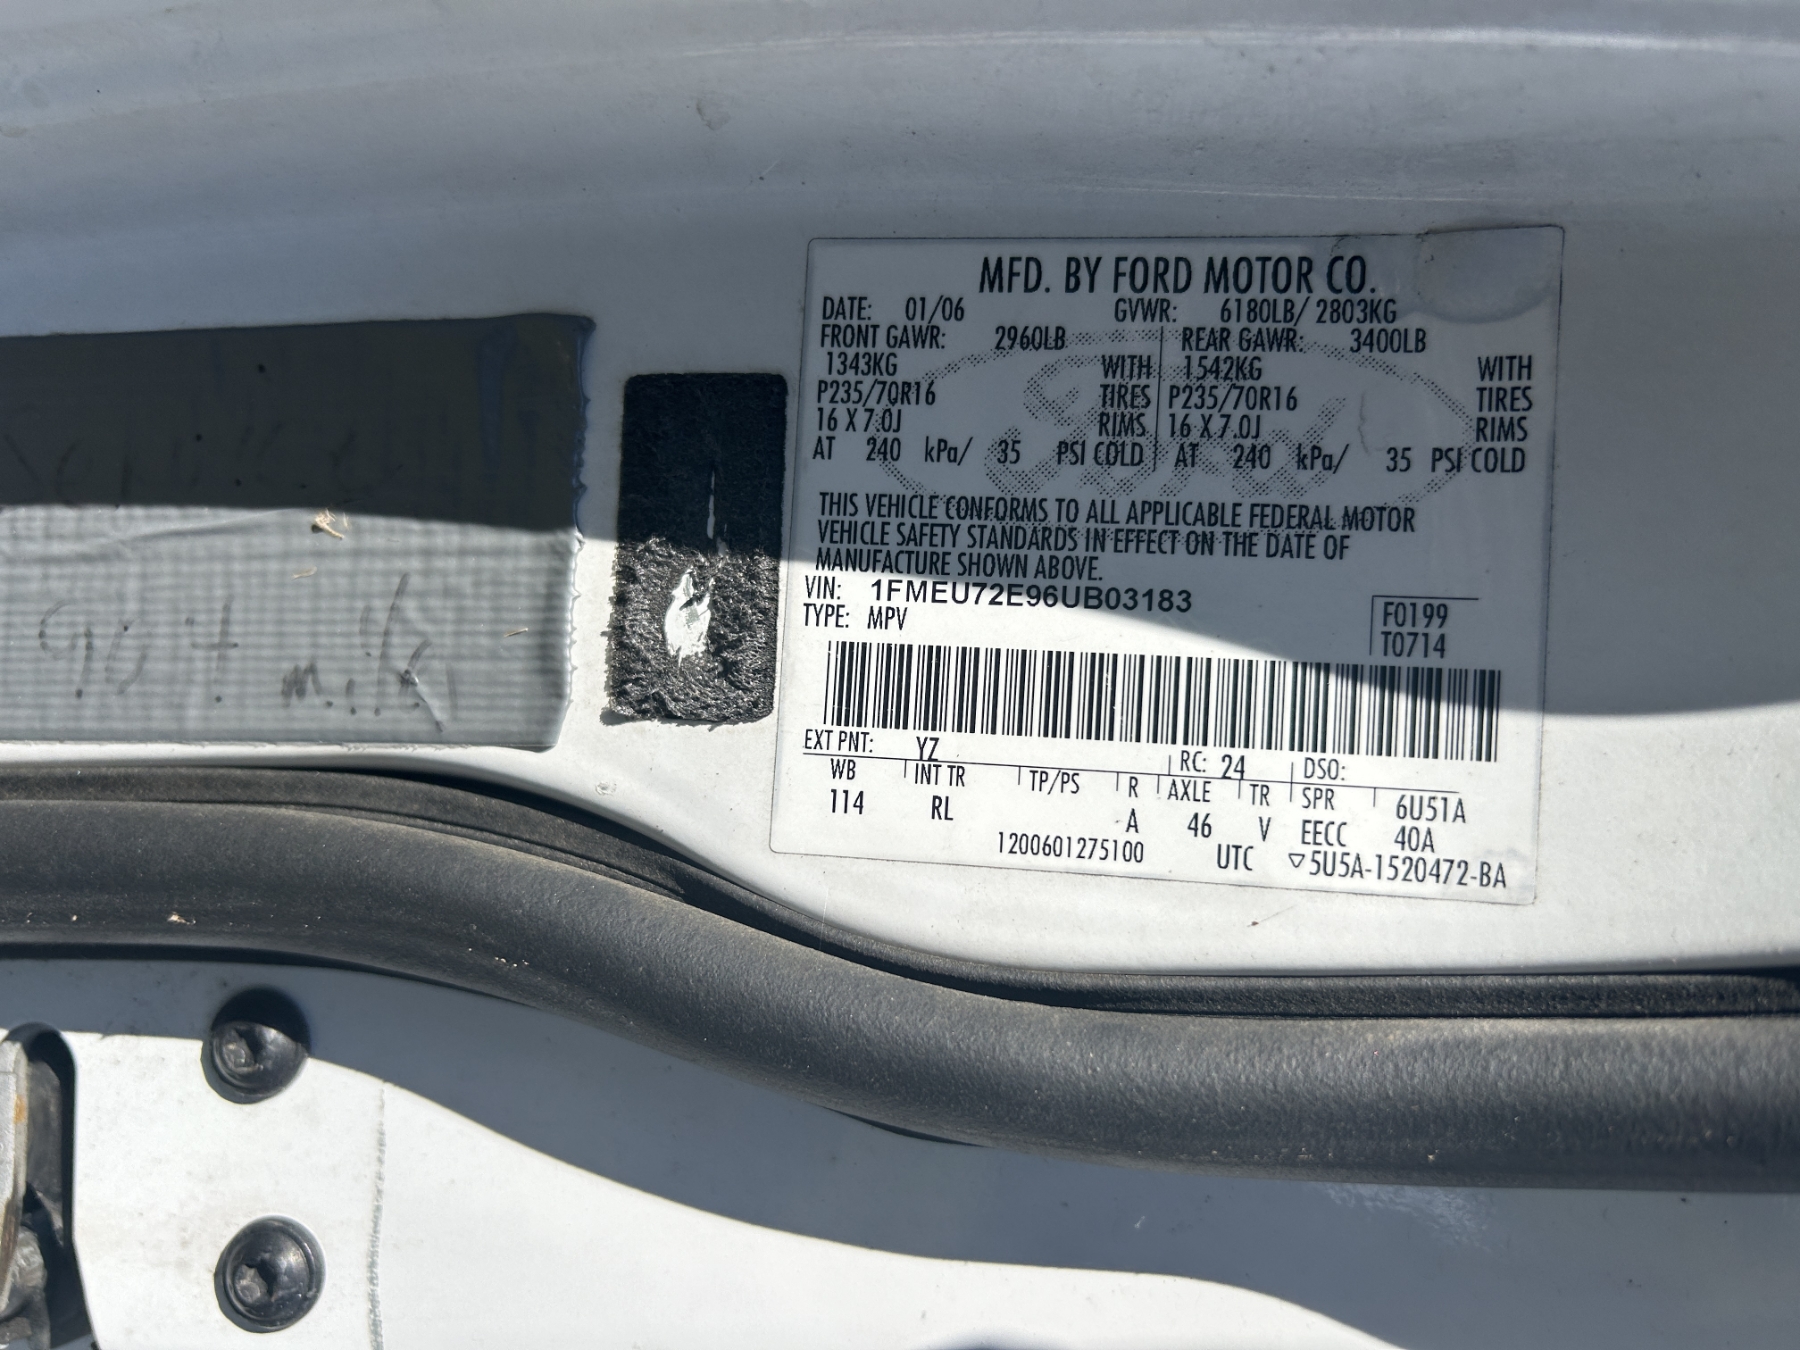 MFD. BY FORD MOTOR CO.
DATE: 01/06 GVWR: 6180LB/ 2803KG
FRONT GAWR: 2960LB REAR GAWR: 3400LB
1343KG WITH 1542KG WITH
P235/70R16 TIRES P235/70R16 TIRES
16 X 7.0J RIMS 16 X 7.0J RIMS
AT 240 kPa/ 35 PSI COLD AT 240 kPa/ 35 PSI COLD
THIS VEHICLE CONFORMS TO ALL APPLICABLE FEDERAL MOTOR
VEHICLE SAFETY STANDARDS IN EFFECT ON THE DATE OF
MANUFACTURE SHOWN ABOVE.
VIN: 1FMEU72E96UB03183
TYPE: MPV
F0199
T0714
EXT PNT: YZ RC: 24 DSO:
WB INT TR TP/PS R AXLE TR SPR 6U51A
114 RL A 46 V EECC 40A
1200601275100 UTC ▽5U5A-1520472-BA